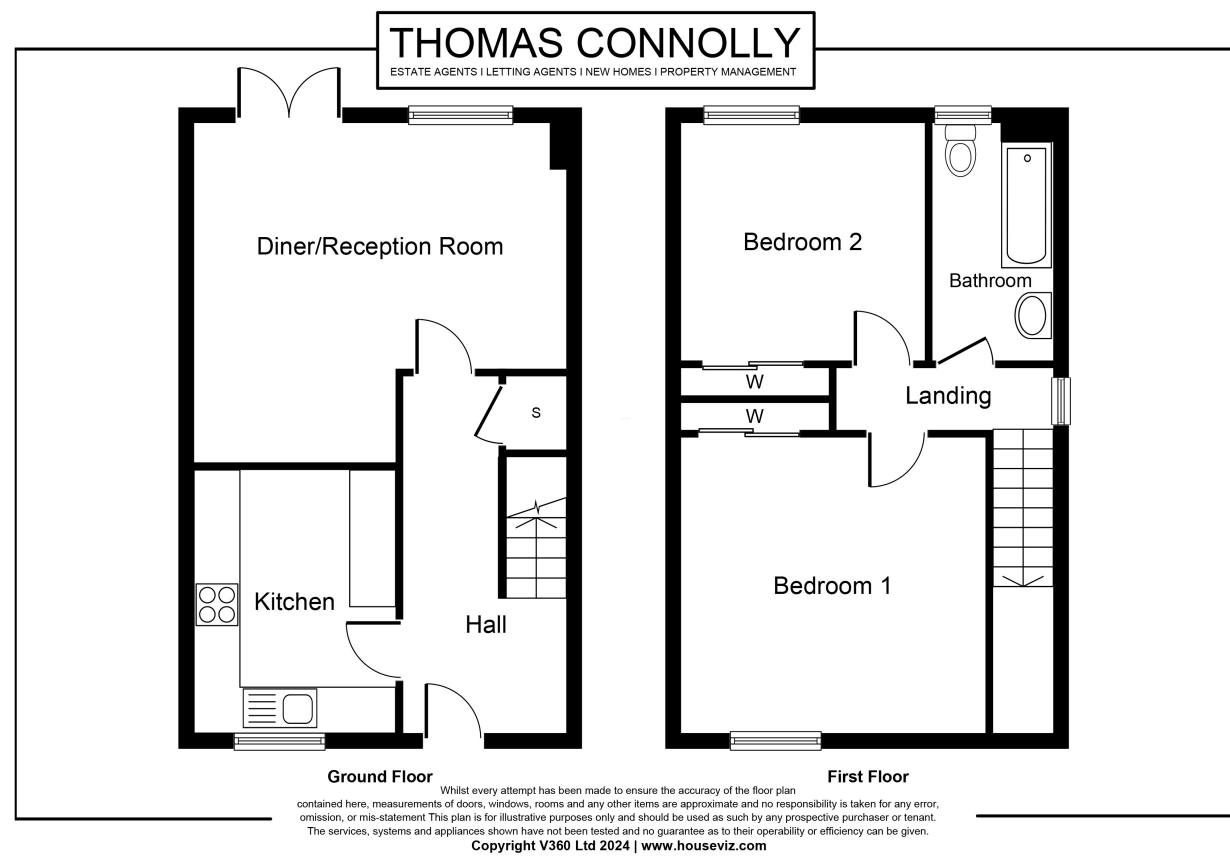 THOMAS CONNOLLY
ESTATE AGENTS I LETTING AGENTS I NEW HOMES I PROPERTY MANAGEMENT
Diner/Reception Room
Bedroom 2
Bathroom
W
Landing
W
S
Kitchen
Hall
Bedroom 1
Ground Floor
First Floor
Whilst every attempt has been made to ensure the accuracy of the floor plan
contained here, measurements of doors, windows, rooms and any other items are approximate and no responsibility is taken for any error,
omission, or mis-statement This plan is for illustrative purposes only and should be used as such by any prospective purchaser or tenant.
The services, systems and appliances shown have not been tested and no guarantee as to their operability or efficiency can be given.
Copyright V360 Ltd 2024 | www.houseviz.com